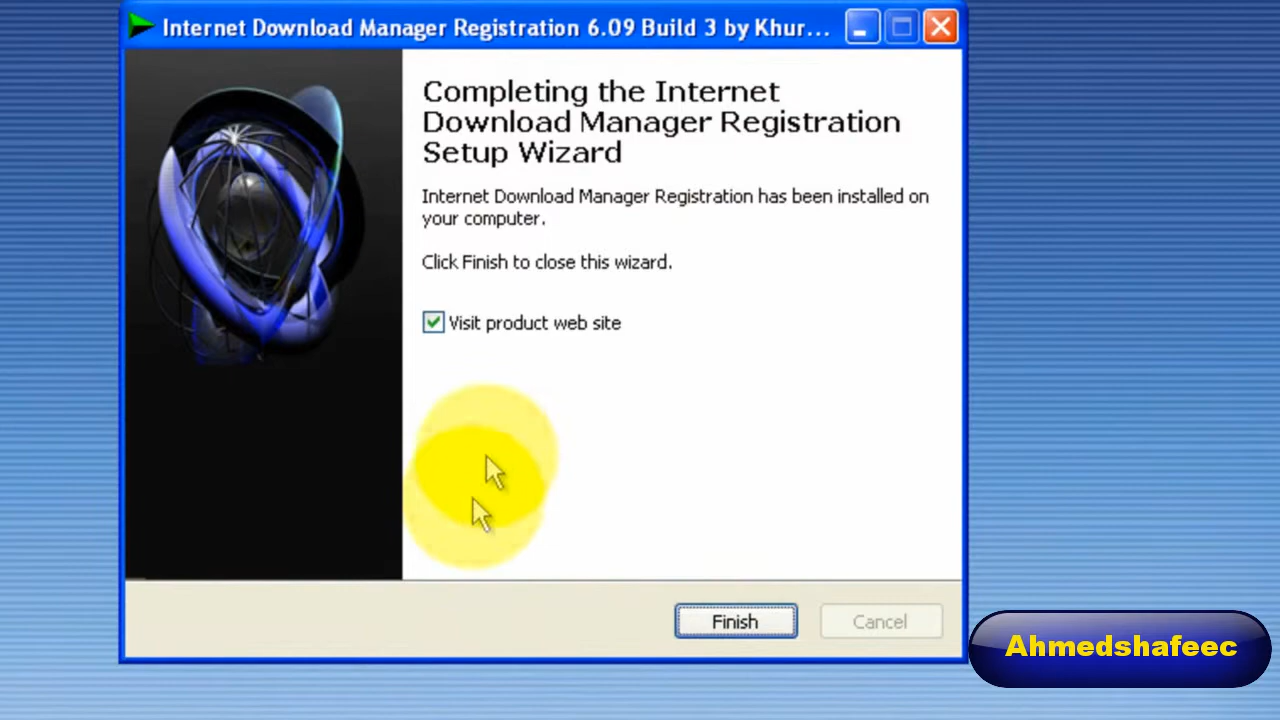 Internet Download Manager Registration 6.09 Build 3 by Khur...
Completing the Internet
Download Manager Registration
Setup Wizard
Internet Download Manager Registration has been installed on
your computer.
Click Finish to close this wizard.
Visit product web site
Finish
Cancel
Ahmedshafeec